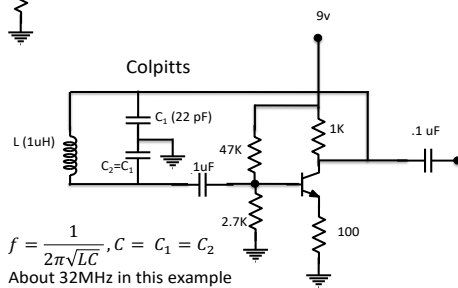 9v
Colpitts
C₁ (22 pF)
1K
L (1uH)
.1 uF
47K
C₂=C₁
.1uF
2.7K
100
f = 1 / 2π√LC , C = C₁ = C₂
About 32MHz in this example